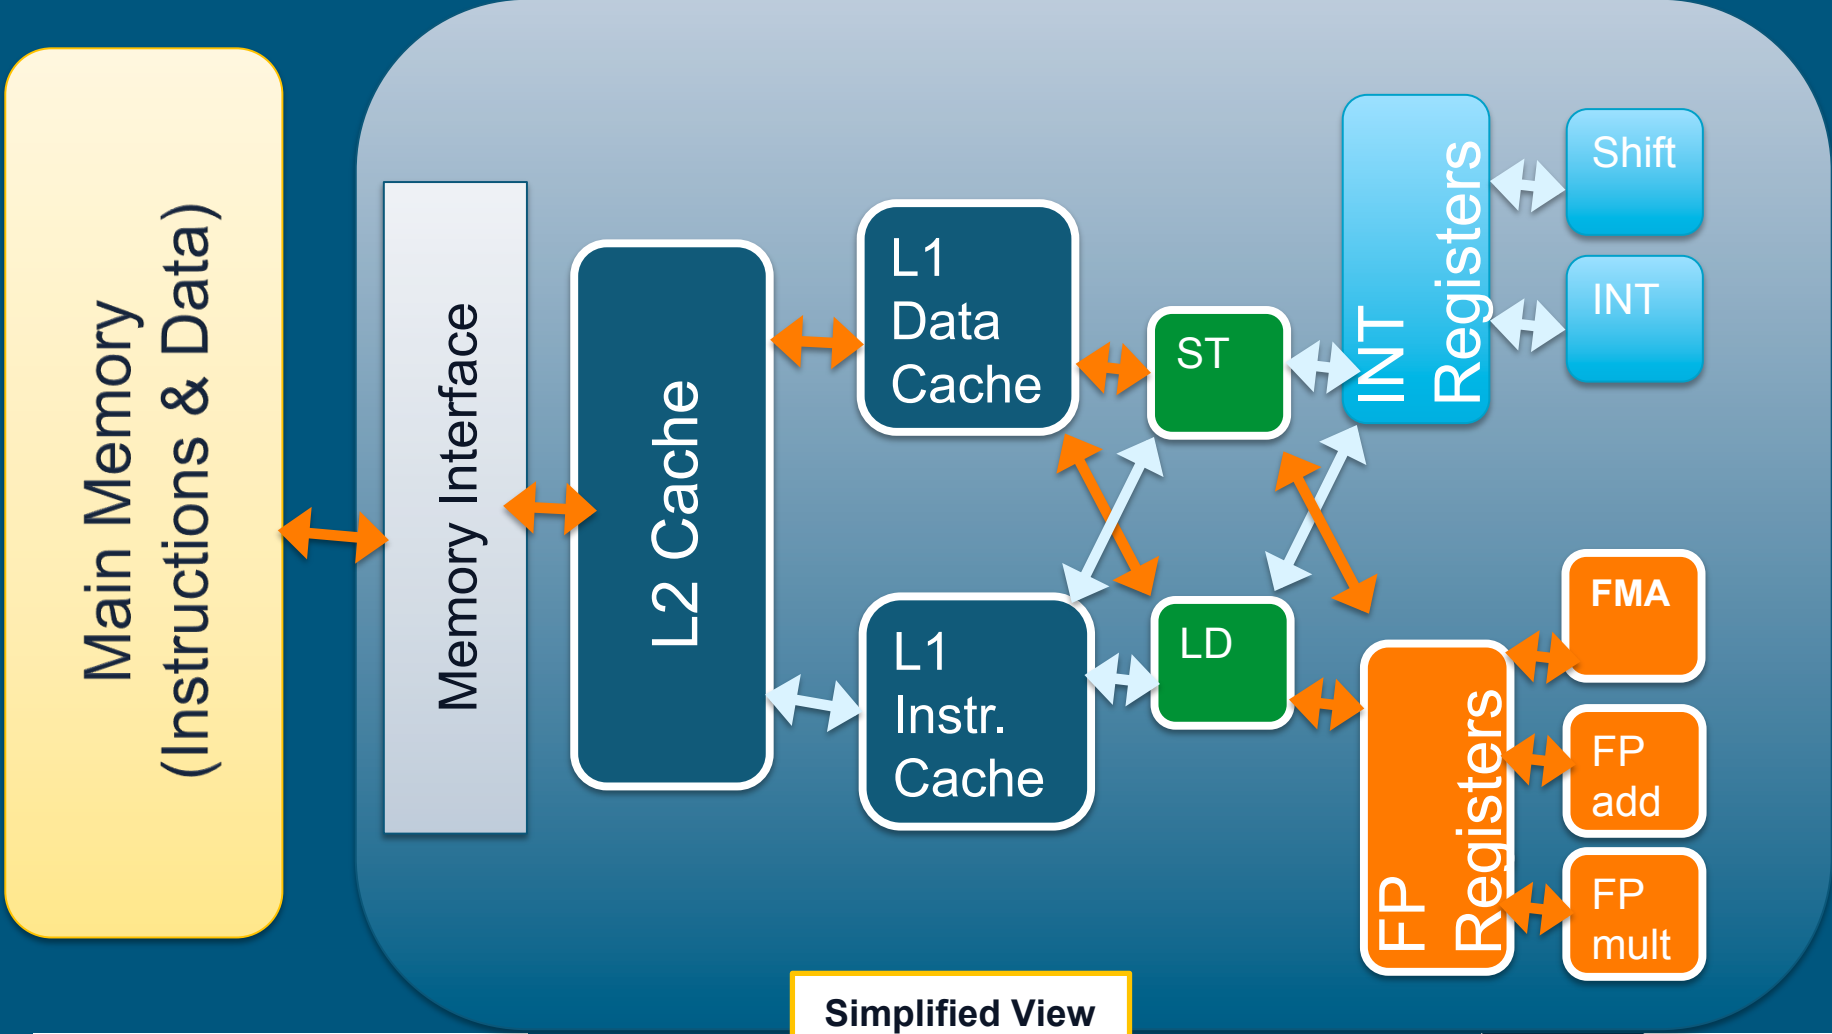 Main Memory
(Instructions & Data)
Memory Interface
L2 Cache
L1
Data
Cache
L1
Instr.
Cache
ST
LD
INT
Registers
Shift
INT
FP
Registers
FMA
FP
add
FP
mult
Simplified View